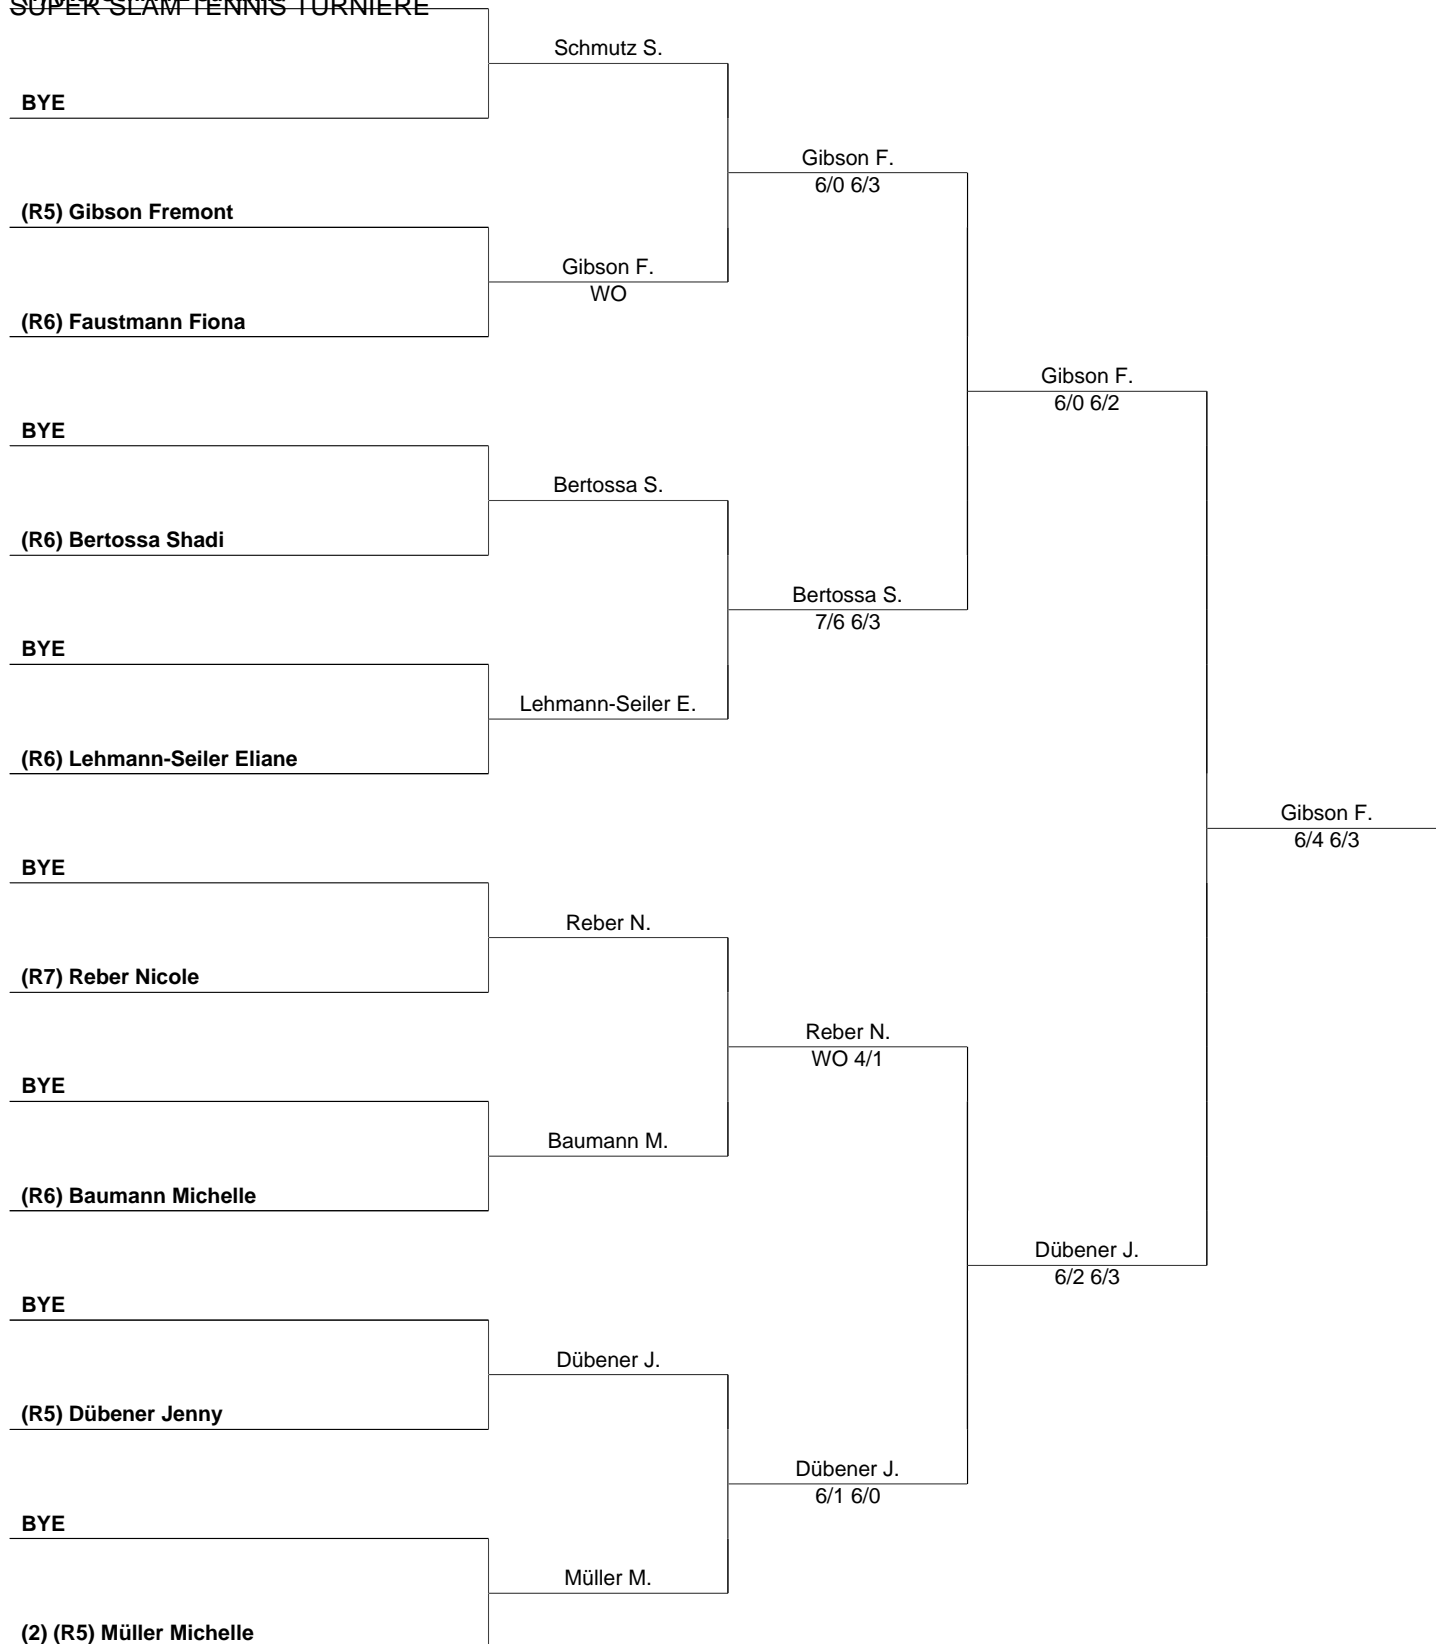 SUPER SLAM TENNIS TURNIERE
Schmutz S.
BYE
Gibson F.
6/0 6/3
(R5) Gibson Fremont
Gibson F.
WO
(R6) Faustmann Fiona
Gibson F.
6/0 6/2
BYE
Bertossa S.
(R6) Bertossa Shadi
Bertossa S.
7/6 6/3
BYE
Lehmann-Seiler E.
(R6) Lehmann-Seiler Eliane
Gibson F.
6/4 6/3
BYE
Reber N.
(R7) Reber Nicole
Reber N.
WO 4/1
BYE
Baumann M.
(R6) Baumann Michelle
Dübener J.
6/2 6/3
BYE
Dübener J.
(R5) Dübener Jenny
Dübener J.
6/1 6/0
BYE
Müller M.
(2) (R5) Müller Michelle